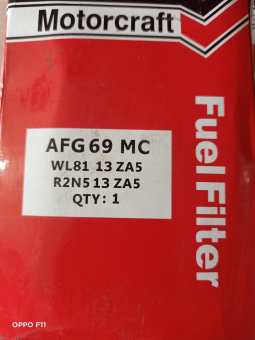 Motorcraft
Fuel Filter
AFG 69 MC
WL81 13 ZA5
R2N5 13 ZA5
QTY: 1
OPPO F11